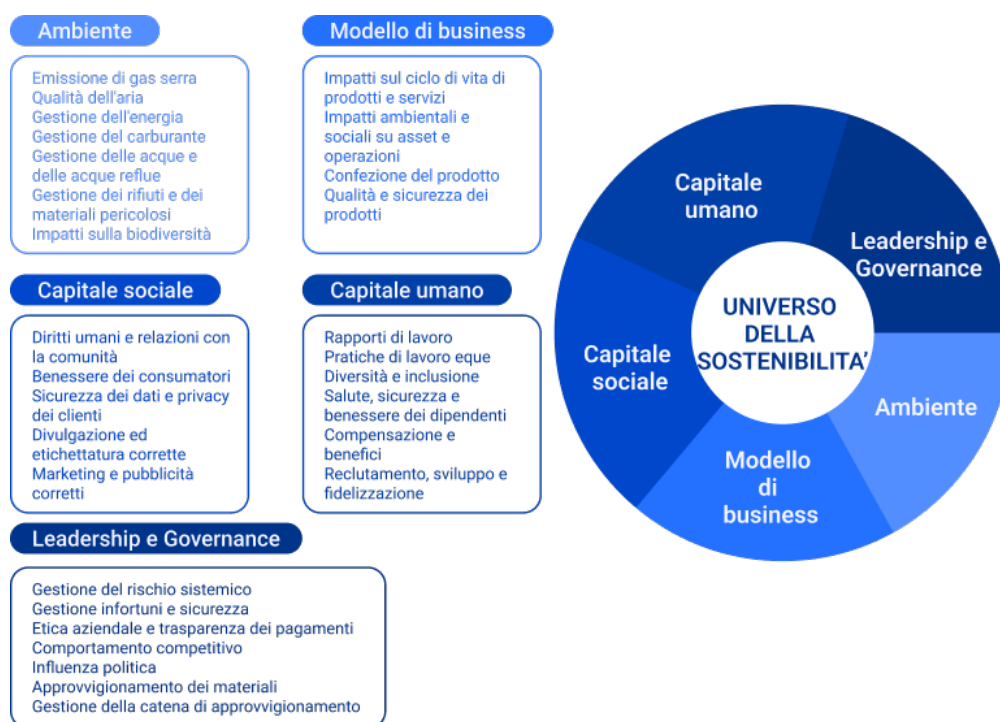 Ambiente
Emissione di gas serra
Qualità dell'aria
Gestione dell'energia
Gestione del carburante
Gestione delle acque e
delle acque reflue
Gestione dei rifiuti e dei
materiali pericolosi
Impatti sulla biodiversità
Modello di business
Impatti sul ciclo di vita di
prodotti e servizi
Impatti ambientali e
sociali su asset e
operazioni
Confezione del prodotto
Qualità e sicurezza dei
prodotti
Capitale sociale
Diritti umani e relazioni con
la comunità
Benessere dei consumatori
Sicurezza dei dati e privacy
dei clienti
Divulgazione ed
etichettatura corrette
Marketing e pubblicità
corretti
Capitale umano
Rapporti di lavoro
Pratiche di lavoro eque
Diversità e inclusione
Salute, sicurezza e
benessere dei dipendenti
Compensazione e
benefici
Reclutamento, sviluppo e
fidelizzazione
Leadership e Governance
Gestione del rischio sistemico
Gestione infortuni e sicurezza
Etica aziendale e trasparenza dei pagamenti
Comportamento competitivo
Influenza politica
Approvvigionamento dei materiali
Gestione della catena di approvvigionamento
Capitale
umano
Leadership e
Governance
UNIVERSO
DELLA
SOSTENIBILITA'
Capitale
sociale
Ambiente
Modello
di
business